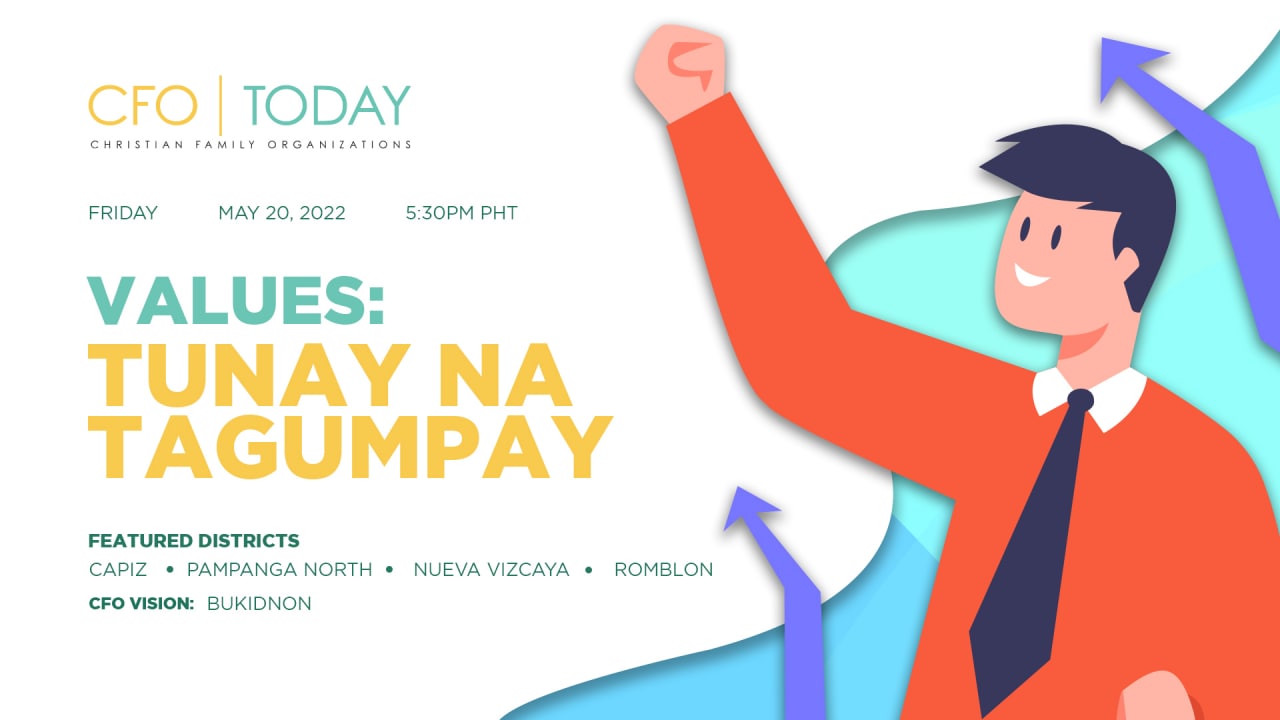 CFO | TODAY
CHRISTIAN FAMILY ORGANIZATIONS
FRIDAY MAY 20, 2022 5:30PM PHT
VALUES:
TUNAY NA
TAGUMPAY
FEATURED DISTRICTS
CAPIZ • PAMPANGA NORTH • NUEVA VIZCAYA • ROMBLON
CFO VISION: BUKIDNON